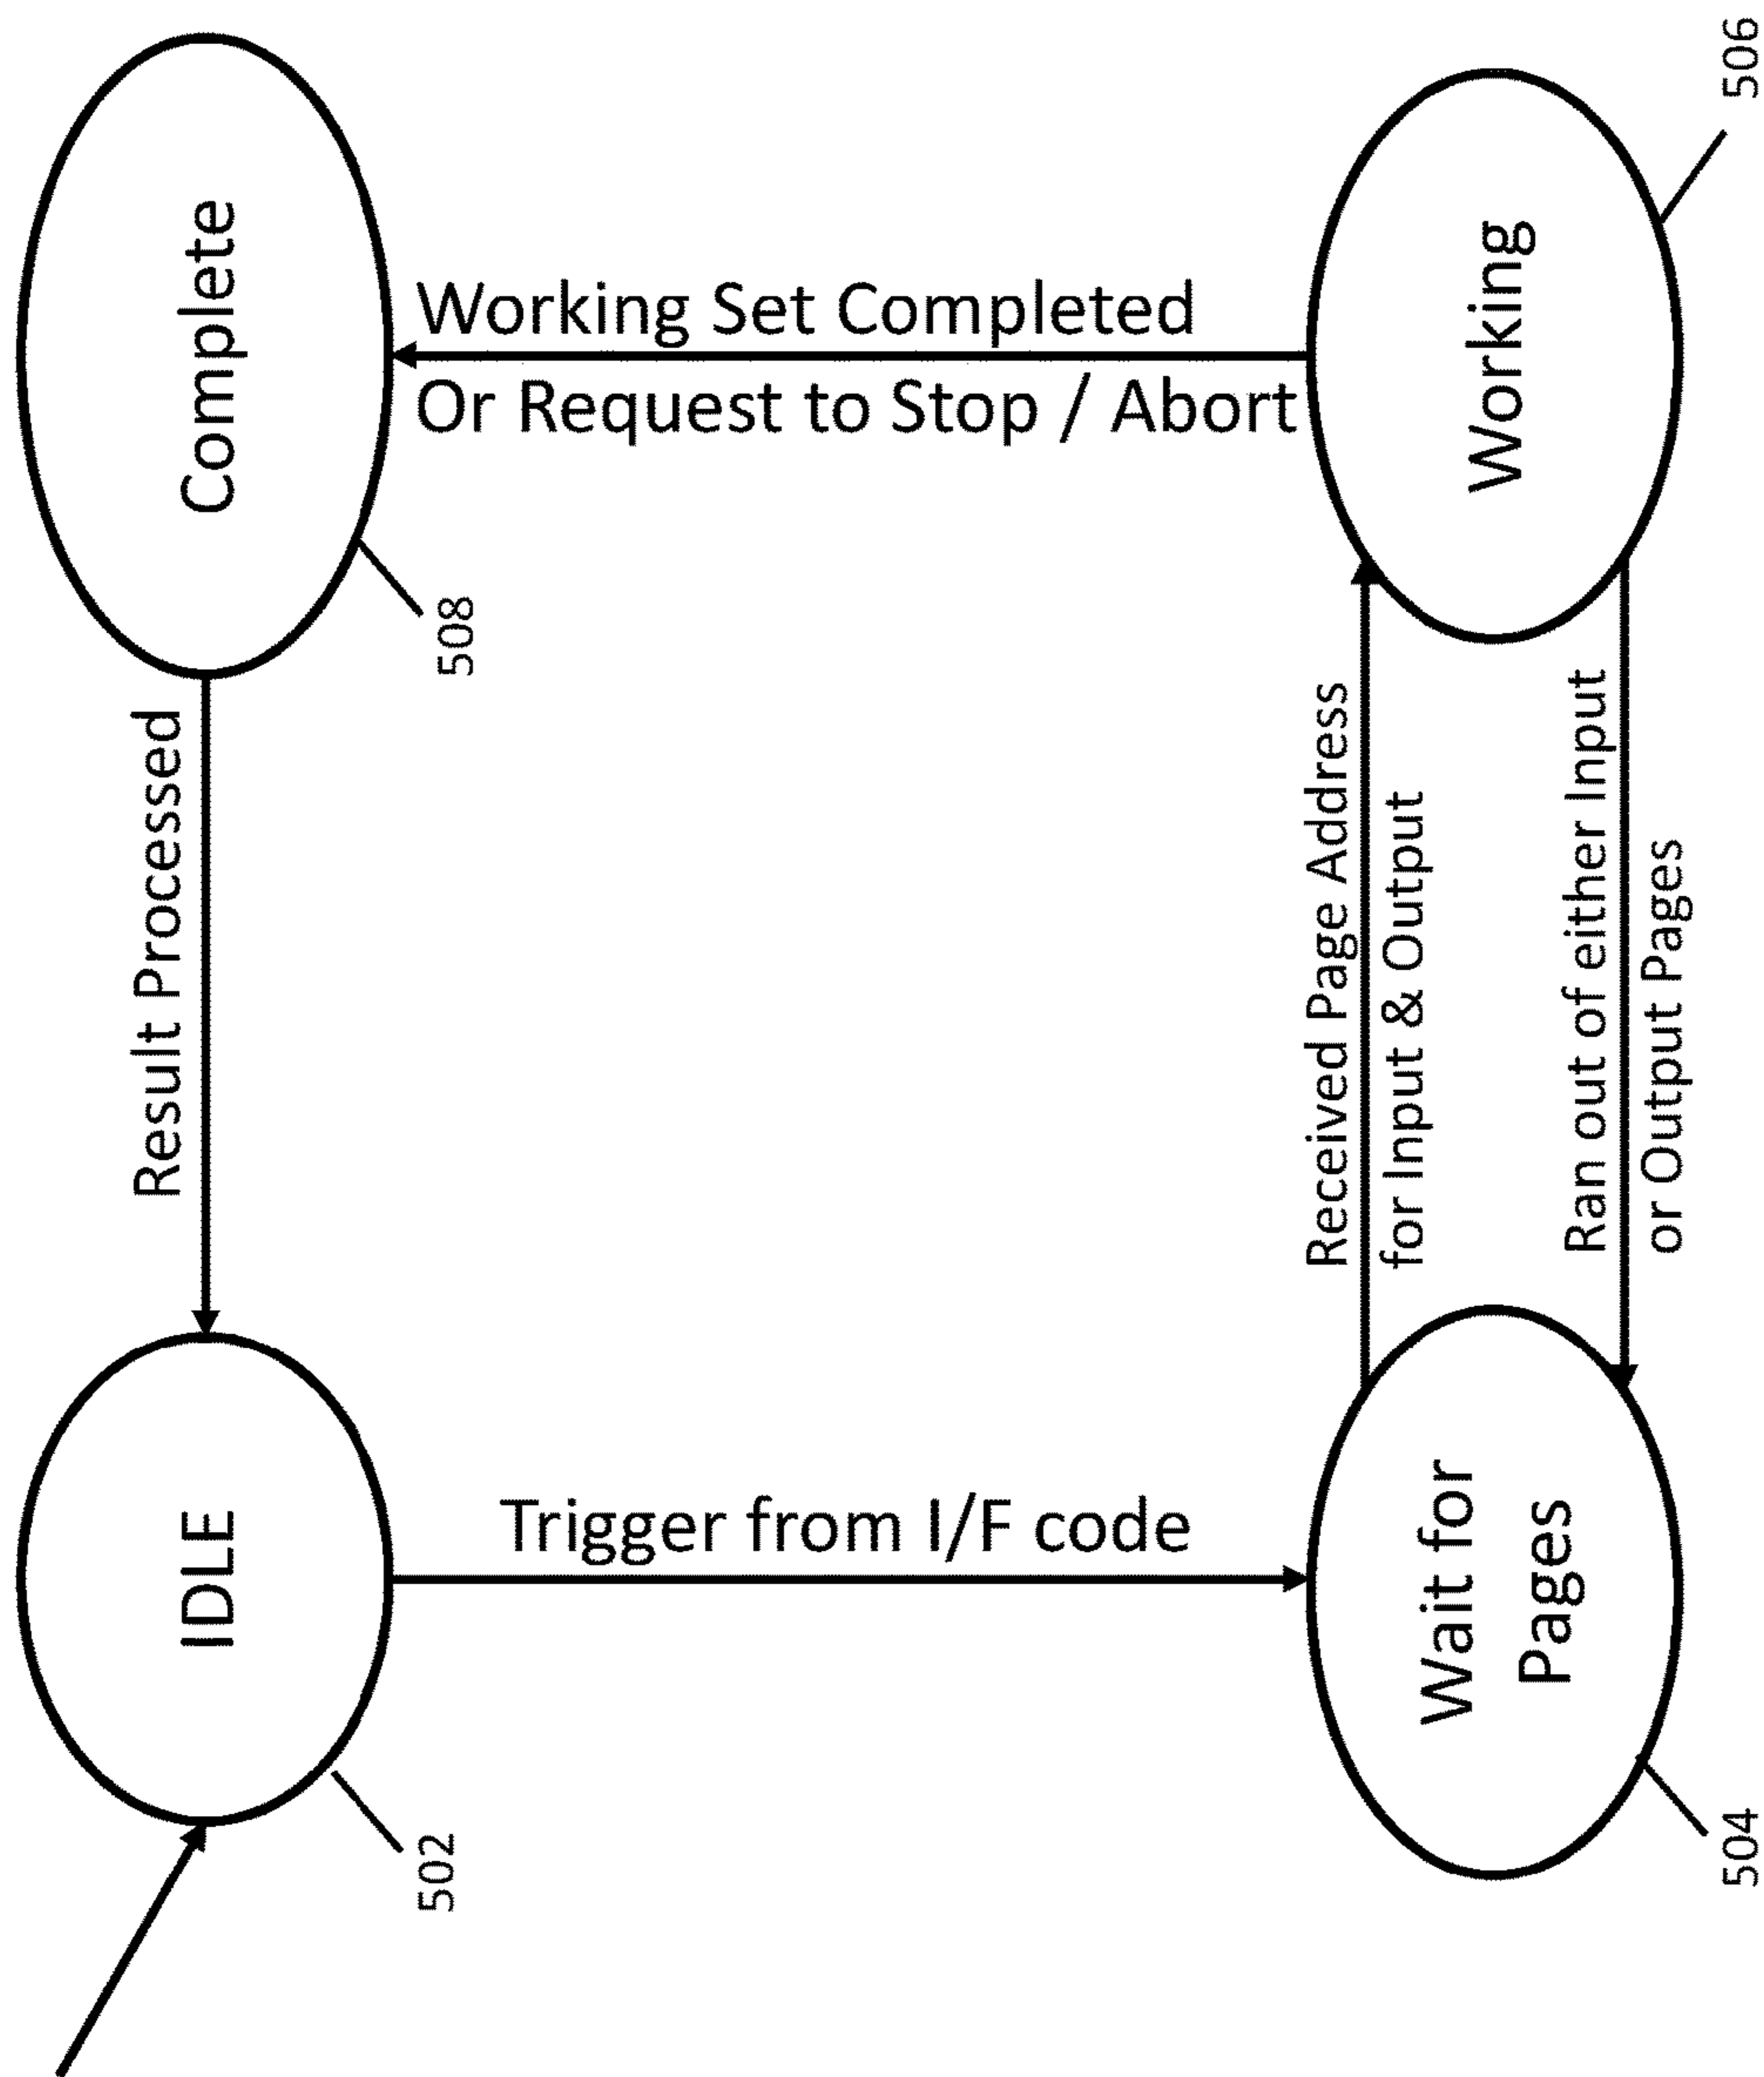 IDLE
502
Result Processed
Complete
508
Trigger from I/F code
Working Set Completed
Or Request to Stop / Abort
Wait for
Pages
504
Received Page Address
for Input & Output
Ran out of either Input
or Output Pages
Working
506